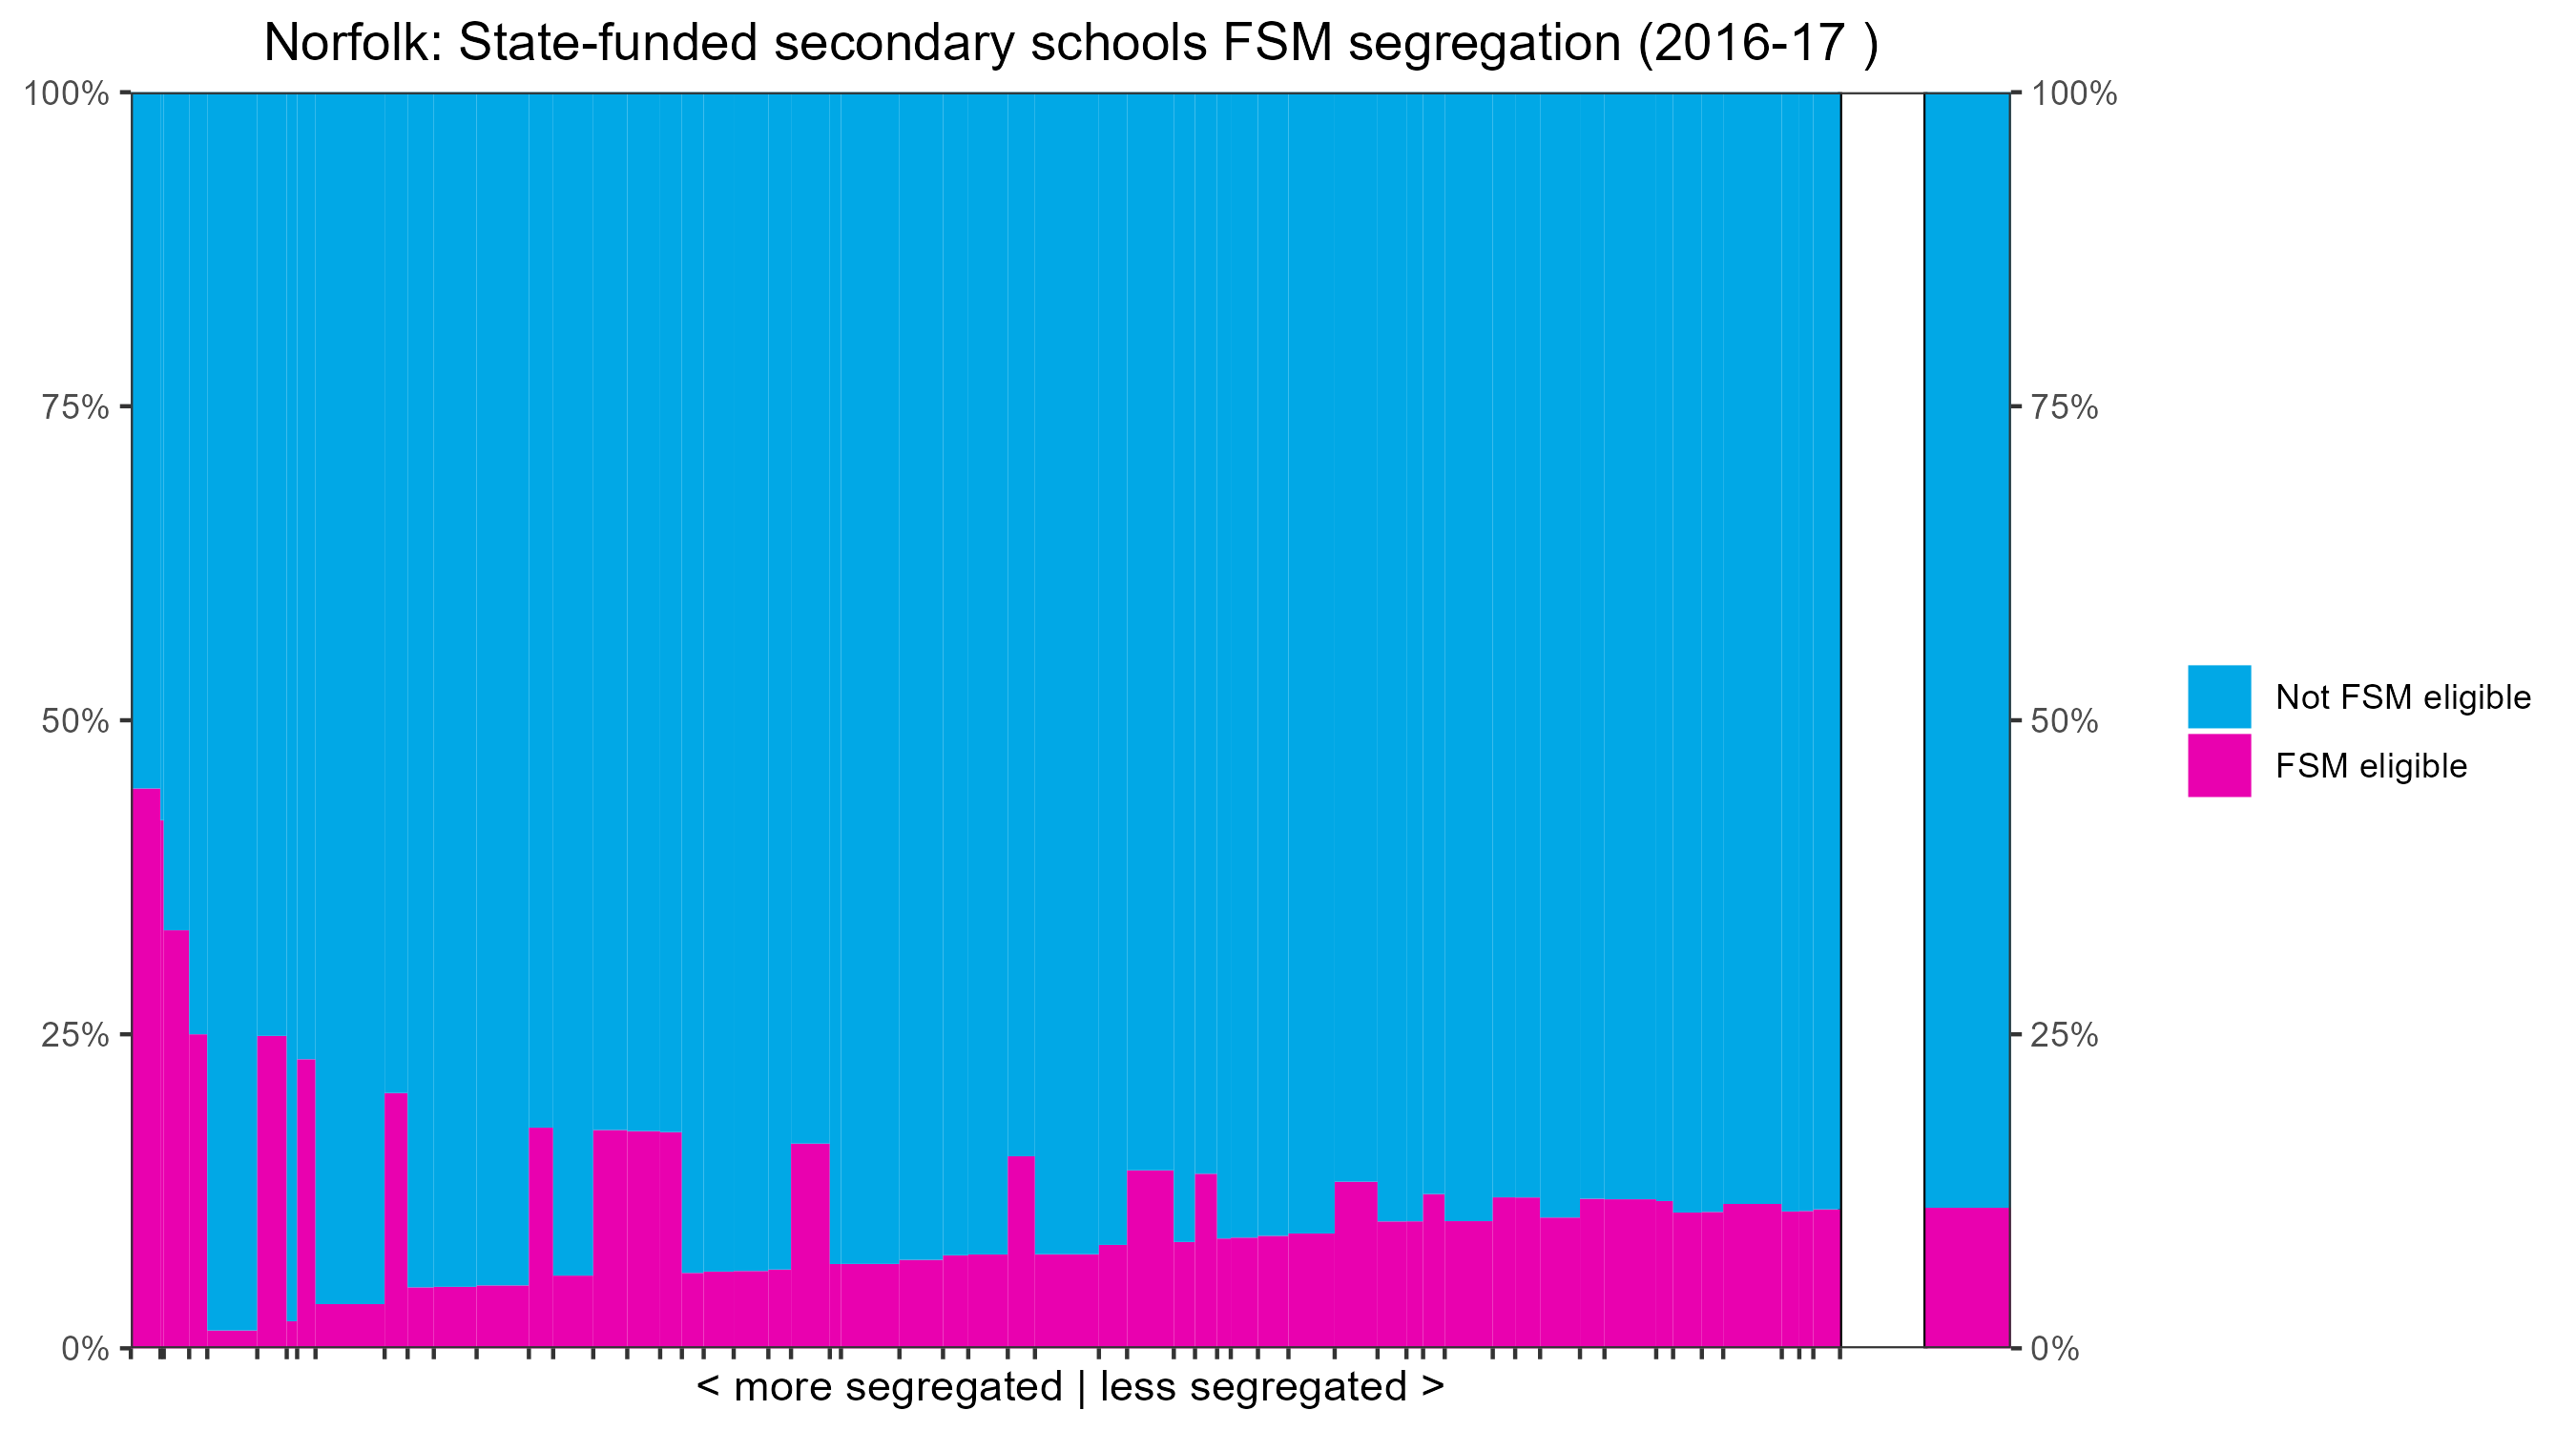 Norfolk: State-funded secondary schools FSM segregation (2016-17 )
100%
75%
50%
25%
0%
100%
75%
50%
25%
0%
Not FSM eligible
FSM eligible
< more segregated | less segregated >